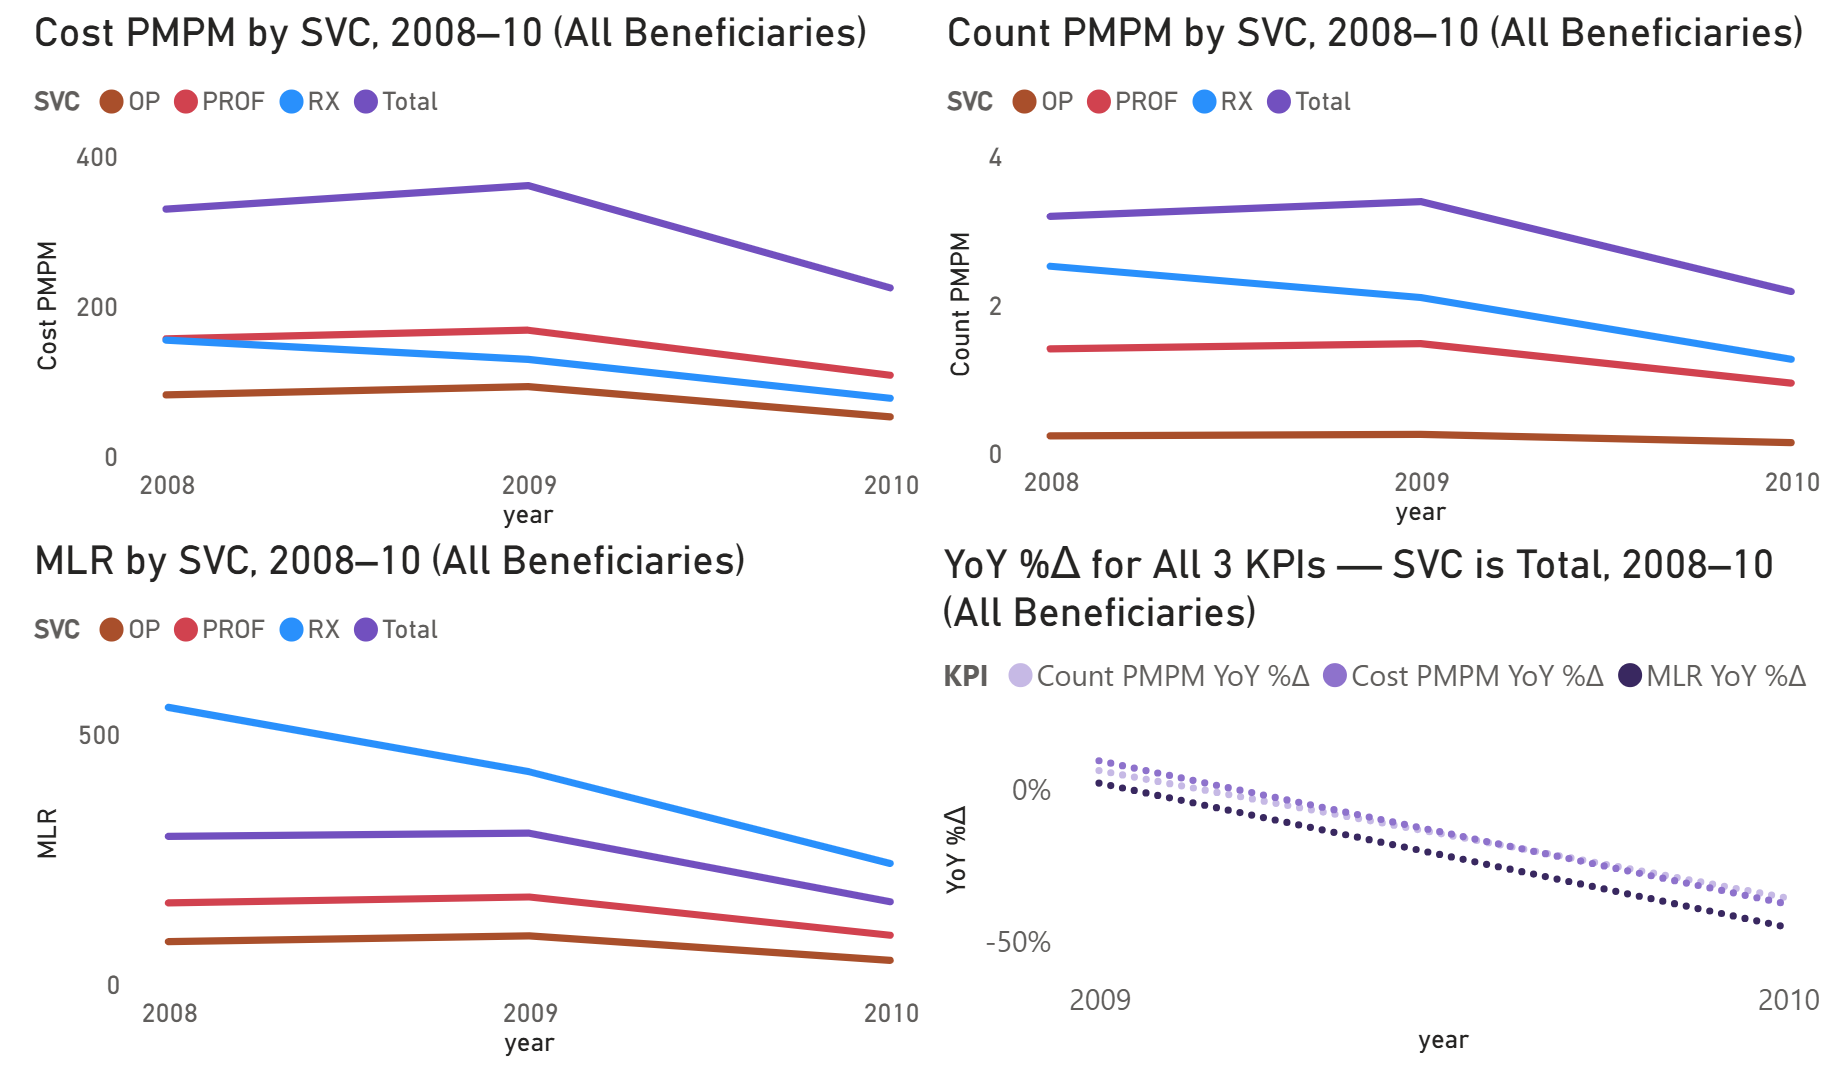 Cost PMPM by SVC, 2008–10 (All Beneficiaries)
SVC OP PROF RX Total
400
200
0
Cost PMPM
2008 2009 2010
year
Count PMPM by SVC, 2008–10 (All Beneficiaries)
SVC OP PROF RX Total
4
2
0
Count PMPM
2008 2009 2010
year
MLR by SVC, 2008–10 (All Beneficiaries)
SVC OP PROF RX Total
500
0
MLR
2008 2009 2010
year
YoY %Δ for All 3 KPIs — SVC is Total, 2008–10
(All Beneficiaries)
KPI Count PMPM YoY %Δ Cost PMPM YoY %Δ MLR YoY %Δ
0%
-50%
YoY %Δ
2009 2010
year